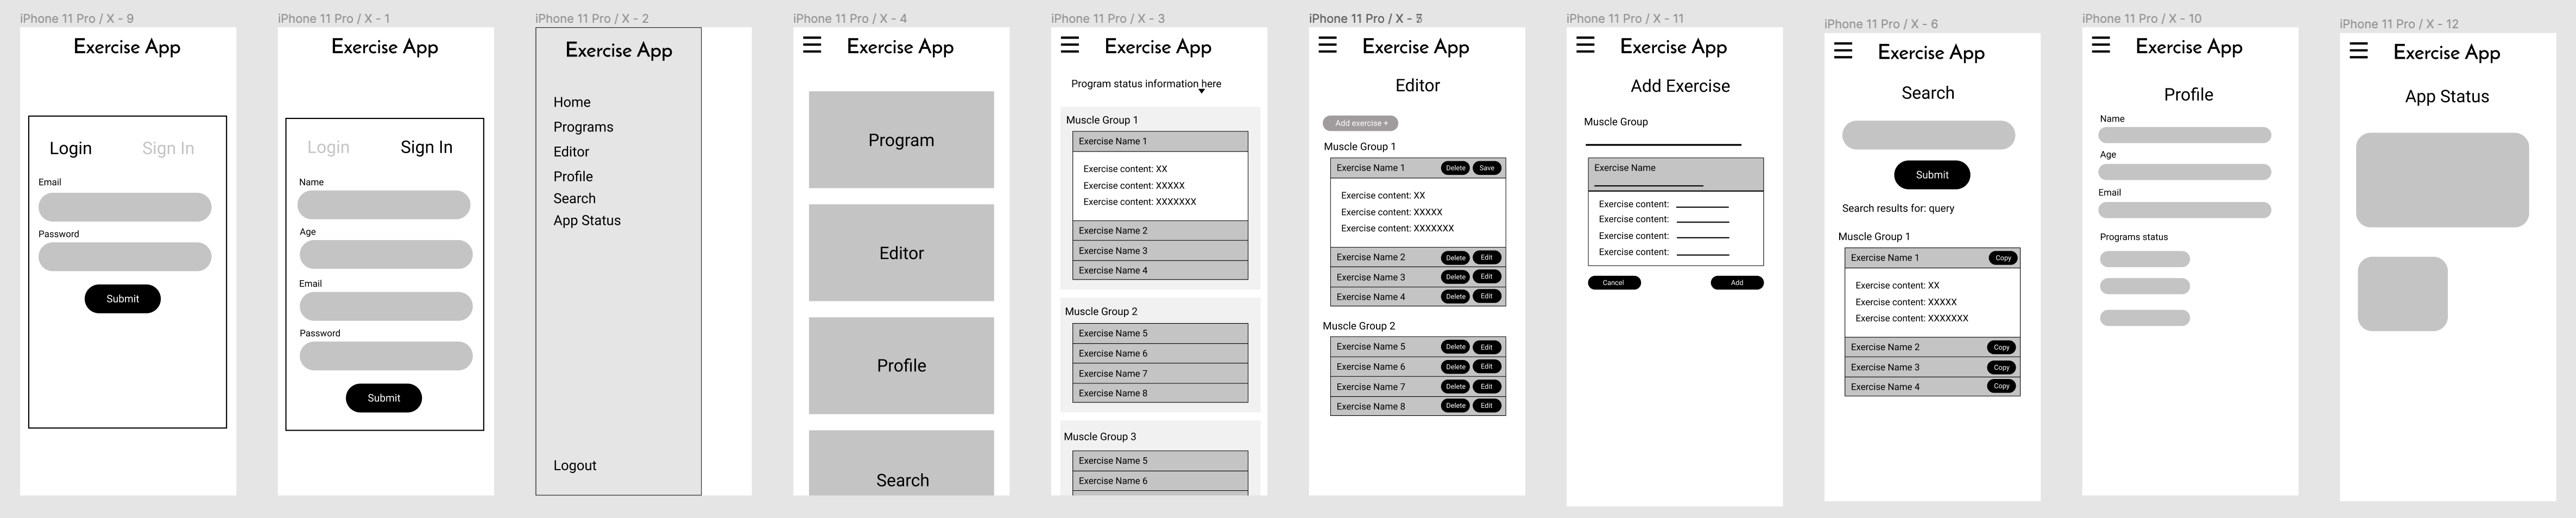 iPhone 11 Pro / X - 9
Exercise App
Login
Sign In
Email
Password
Submit
iPhone 11 Pro / X - 1
Exercise App
Login
Sign In
Name
Age
Email
Password
Submit
iPhone 11 Pro / X - 2
Exercise App
Home
Programs
Editor
Profile
Search
App Status
Logout
iPhone 11 Pro / X - 4
Exercise App
Program
Editor
Profile
Search
iPhone 11 Pro / X - 3
Exercise App
Program status information here
Muscle Group 1
Exercise Name 1
Exercise content: XX
Exercise content: XXXXX
Exercise content: XXXXXXX
Exercise Name 2
Exercise Name 3
Exercise Name 4
Muscle Group 2
Exercise Name 5
Exercise Name 6
Exercise Name 7
Exercise Name 8
Muscle Group 3
Exercise Name 5
Exercise Name 6
iPhone 11 Pro / X -
Exercise App
Editor
Add exercise +
Muscle Group 1
Exercise Name 1 Delete Save
Exercise content: XX
Exercise content: XXXXX
Exercise content: XXXXXXX
Exercise Name 2 Delete Edit
Exercise Name 3 Delete Edit
Exercise Name 4 Delete Edit
Muscle Group 2
Exercise Name 5 Delete Edit
Exercise Name 6 Delete Edit
Exercise Name 7 Delete Edit
Exercise Name 8 Delete Edit
iPhone 11 Pro / X - 11
Exercise App
Add Exercise
Muscle Group
Exercise Name
Exercise content:
Exercise content:
Exercise content:
Exercise content:
Cancel Add
iPhone 11 Pro / X - 6
Exercise App
Search
Submit
Search results for: query
Muscle Group 1
Exercise Name 1 Copy
Exercise content: XX
Exercise content: XXXXX
Exercise content: XXXXXXX
Exercise Name 2 Copy
Exercise Name 3 Copy
Exercise Name 4 Copy
iPhone 11 Pro / X - 10
Exercise App
Profile
Name
Age
Email
Programs status
iPhone 11 Pro / X - 12
Exercise App
App Status